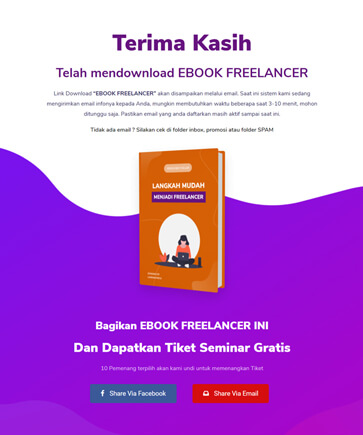 Terima Kasih
Telah mendownload EBOOK FREELANCER
Link Download "EBOOK FREELANCER" akan disampaikan melalui email. Saat ini sistem kami sedang
mengirimkan email infonya kepada Anda, mungkin membutuhkan waktu beberapa saat 3-10 menit, mohon
ditunggu saja. Pastikan email yang anda daftarkan masih aktif sampai saat ini.
Tidak ada email ? Silakan cek di folder inbox, promosi atau folder SPAM
LANGKAH MUDAH
MENJADI FREELANCER
Bagikan EBOOK FREELANCER INI
Dan Dapatkan Tiket Seminar Gratis
10 Pemenang terpilih akan kami undi untuk memenangkan Tiket
Share Via Facebook
Share Via Email